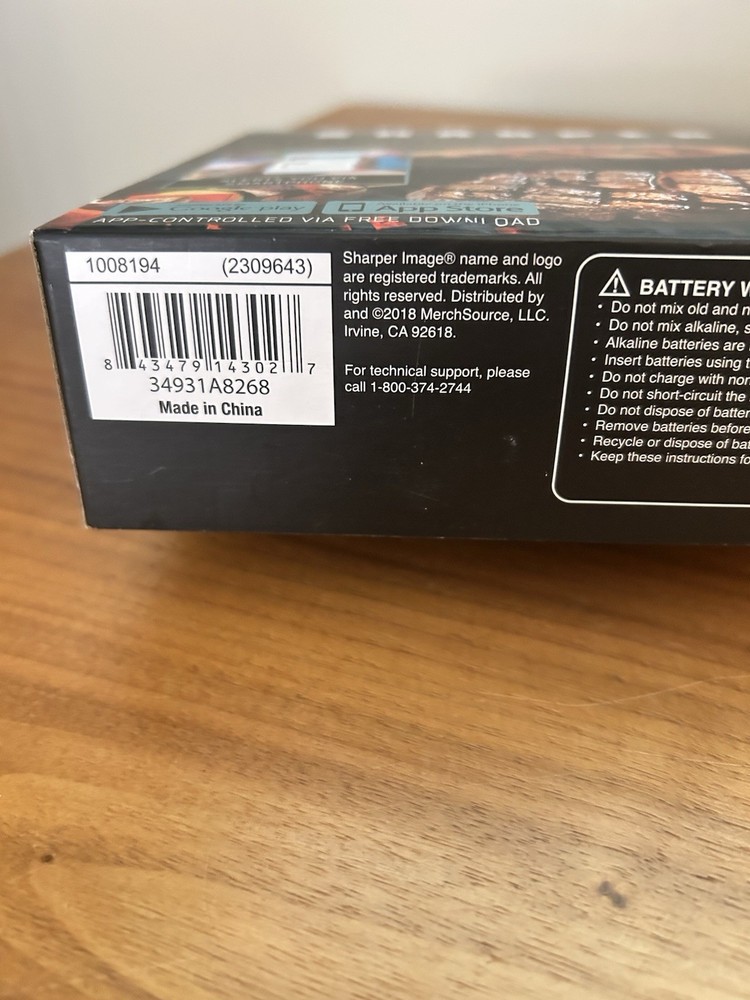 Google play
App Store
APP-CONTROLLED VIA FREE DOWNLOAD
1008194 (2309643)
8 43479 14302 7
34931A8268
Made in China
Sharper Image® name and logo
are registered trademarks. All
rights reserved. Distributed by
and ©2018 MerchSource, LLC.
Irvine, CA 92618.
For technical support, please
call 1-800-374-2744
BATTERY
• Do not mix old and
• Do not mix alkaline,
• Alkaline batteries are
• Insert batteries using
• Do not charge with
• Do not short-circuit the
• Do not dispose of
• Remove batteries before
• Recycle or dispose of
• Keep these instructions